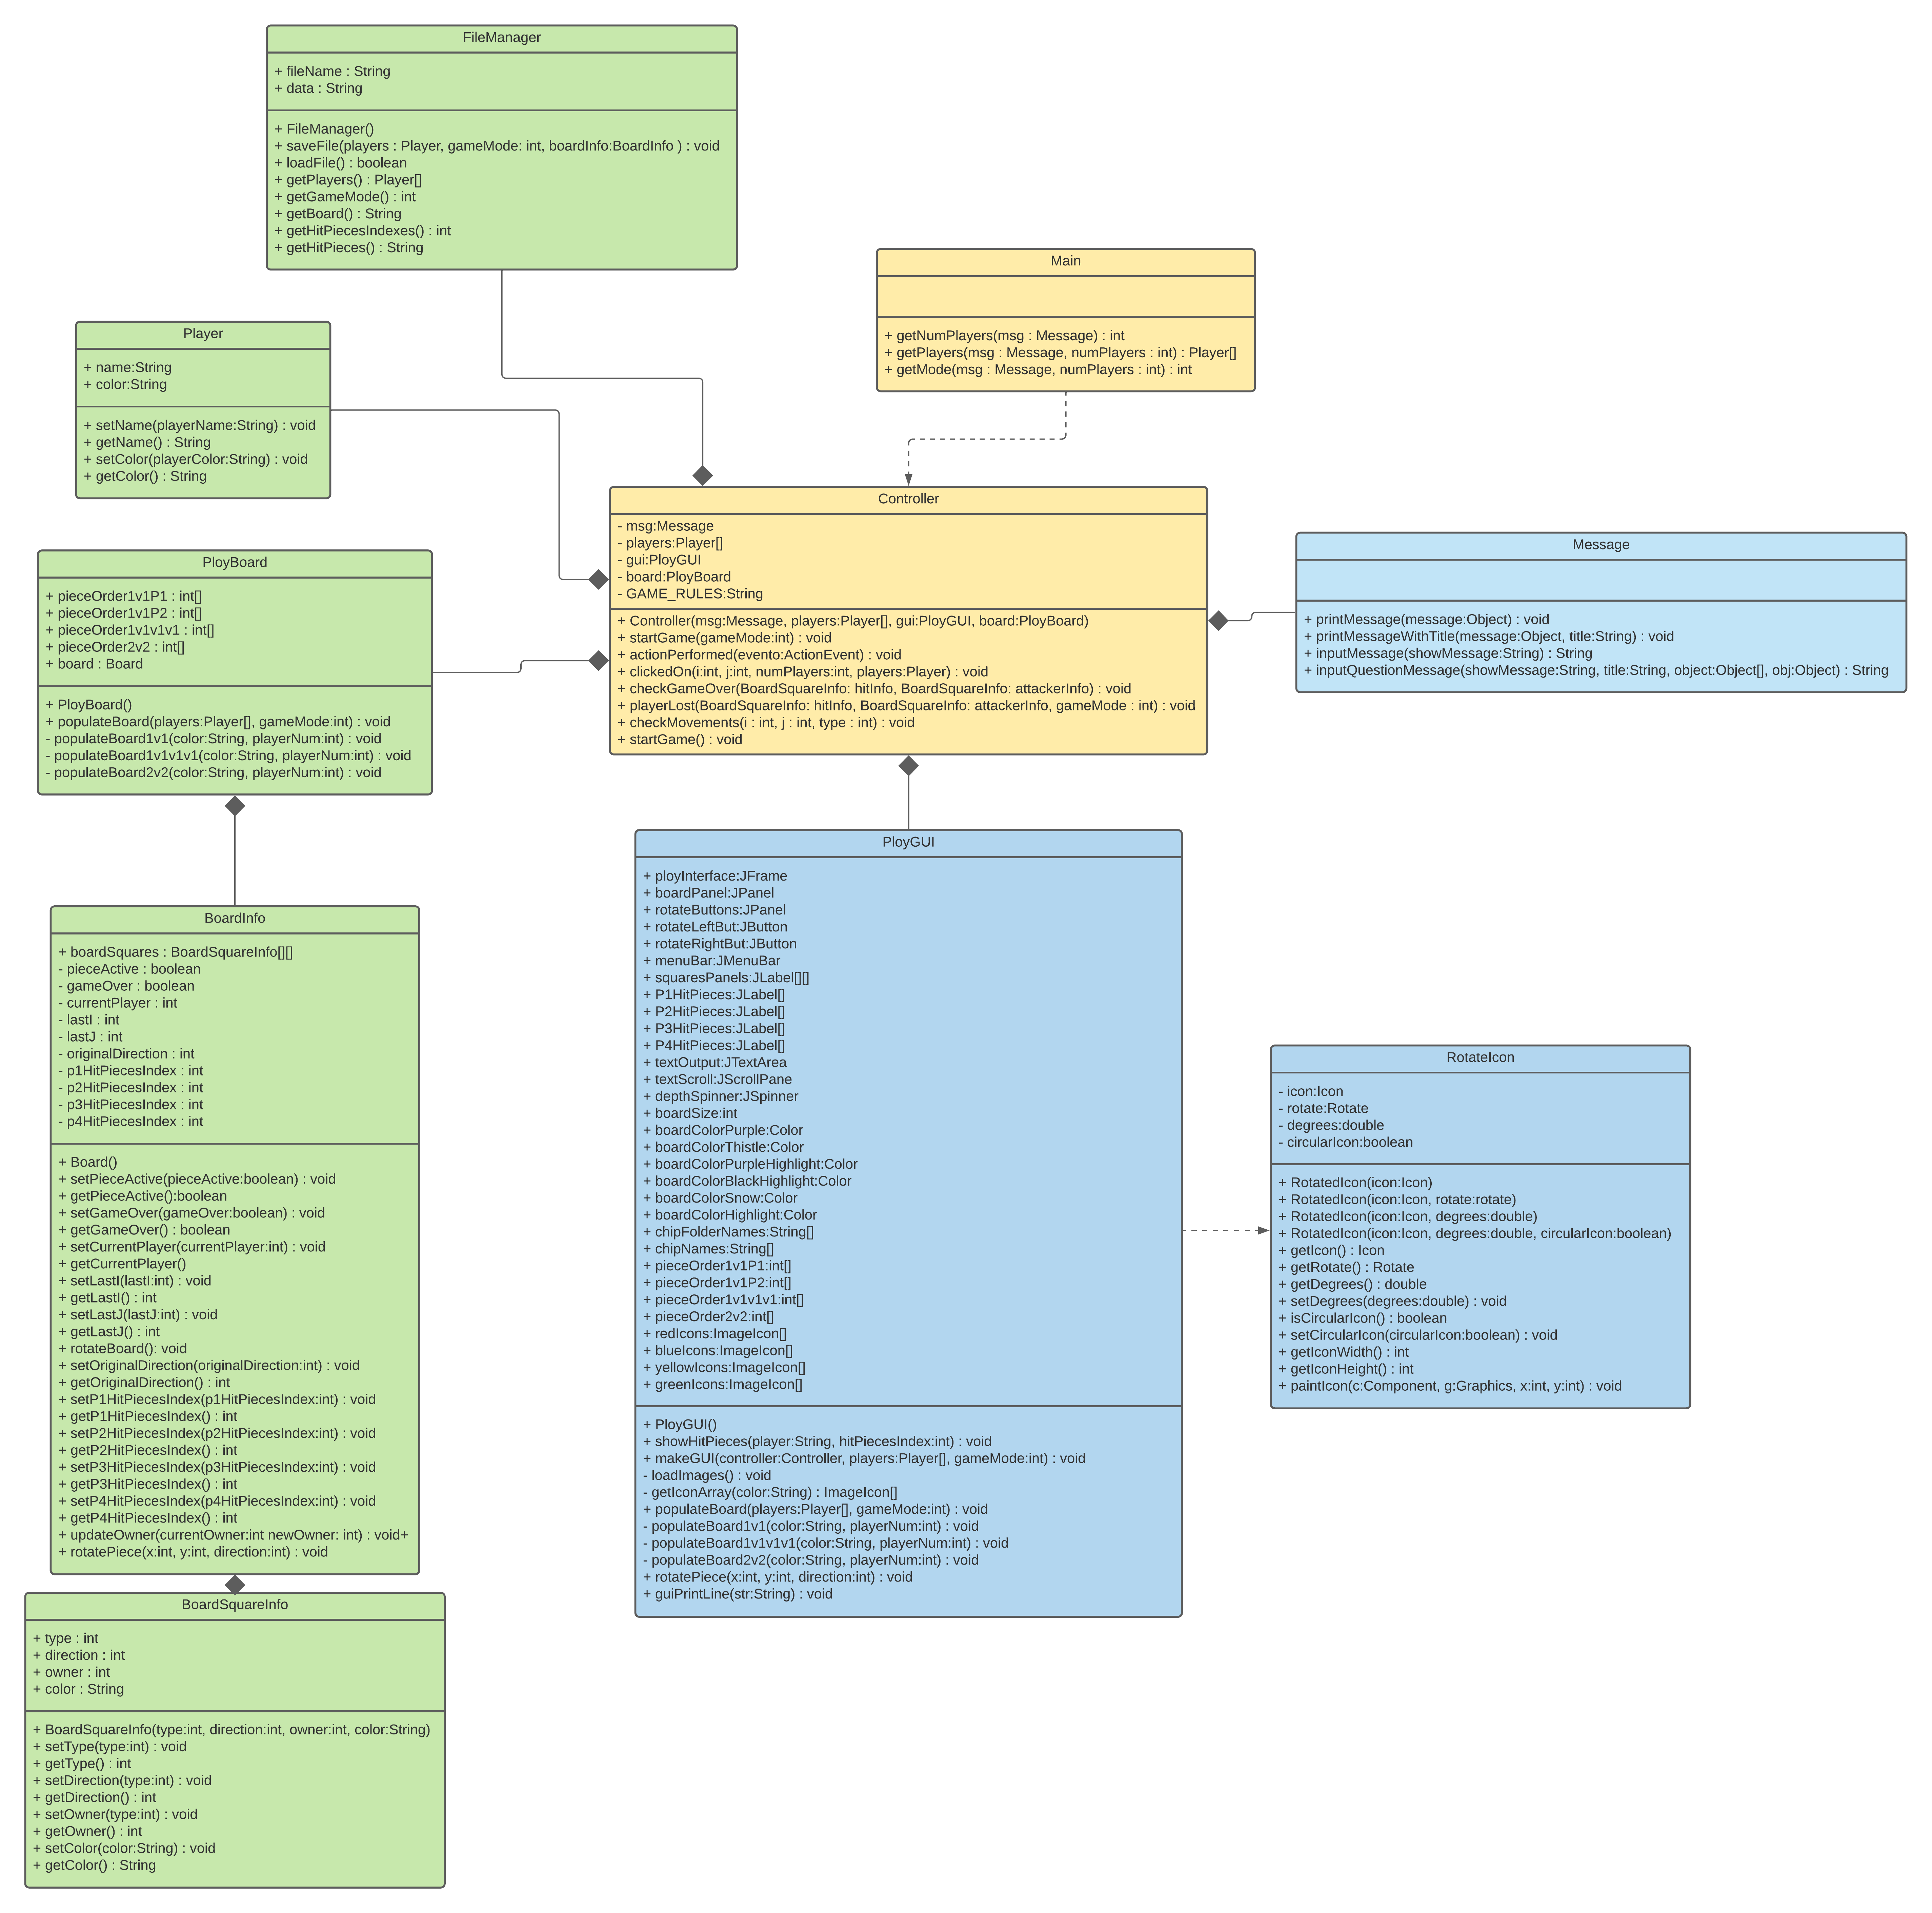 FileManager
+ fileName : String
+ data : String
+ FileManager()
+ saveFile(players : Player, gameMode: int, boardInfo:BoardInfo ) : void
+ loadFile() : boolean
+ getPlayers() : Player[]
+ getGameMode() : int
+ getBoard() : String
+ getHitPiecesIndexes() : int
+ getHitPieces() : String
Main
+ getNumPlayers(msg : Message) : int
+ getPlayers(msg : Message, numPlayers : int) : Player[]
+ getMode(msg : Message, numPlayers : int) : int
Player
+ name:String
+ color:String
+ setName(playerName:String) : void
+ getName() : String
+ setColor(playerColor:String) : void
+ getColor() : String
Controller
- msg:Message
- players:Player[]
- gui:PloyGUI
- board:PloyBoard
- GAME_RULES:String
+ Controller(msg:Message, players:Player[], gui:PloyGUI, board:PloyBoard)
+ startGame(gameMode:int) : void
+ actionPerformed(evento:ActionEvent) : void
+ clickedOn(i:int, j:int, numPlayers:int, players:Player) : void
+ checkGameOver(BoardSquareInfo: hitInfo, BoardSquareInfo: attackerInfo) : void
+ playerLost(BoardSquareInfo: hitInfo, BoardSquareInfo: attackerInfo, gameMode : int) : void
+ checkMovements(i : int, j : int, type : int) : void
+ startGame() : void
Message
+ printMessage(message:Object) : void
+ printMessageWithTitle(message:Object, title:String) : void
+ inputMessage(showMessage:String) : String
+ inputQuestionMessage(showMessage:String, title:String, object:Object[], obj:Object) : String
PloyBoard
+ pieceOrder1v1P1 : int[]
+ pieceOrder1v1P2 : int[]
+ pieceOrder1v1v1v1 : int[]
+ pieceOrder2v2 : int[]
+ board : Board
+ PloyBoard()
+ populateBoard(players:Player[], gameMode:int) : void
- populateBoard1v1(color:String, playerNum:int) : void
- populateBoard1v1v1v1(color:String, playerNum:int) : void
- populateBoard2v2(color:String, playerNum:int) : void
BoardInfo
+ boardSquares : BoardSquareInfo[][]
- pieceActive : boolean
- gameOver : boolean
- currentPlayer : int
- lastI : int
- lastJ : int
- originalDirection : int
- p1HitPiecesIndex : int
- p2HitPiecesIndex : int
- p3HitPiecesIndex : int
- p4HitPiecesIndex : int
+ Board()
+ setPieceActive(pieceActive:boolean) : void
+ getPieceActive():boolean
+ setGameOver(gameOver:boolean) : void
+ getGameOver() : boolean
+ setCurrentPlayer(currentPlayer:int) : void
+ getCurrentPlayer()
+ setLastI(lastI:int) : void
+ getLastI() : int
+ setLastJ(lastJ:int) : void
+ getLastJ() : int
+ rotateBoard(): void
+ setOriginalDirection(originalDirection:int) : void
+ getOriginalDirection() : int
+ setP1HitPiecesIndex(p1HitPiecesIndex:int) : void
+ getP1HitPiecesIndex() : int
+ setP2HitPiecesIndex(p2HitPiecesIndex:int) : void
+ getP2HitPiecesIndex() : int
+ setP3HitPiecesIndex(p3HitPiecesIndex:int) : void
+ getP3HitPiecesIndex() : int
+ setP4HitPiecesIndex(p4HitPiecesIndex:int) : void
+ getP4HitPiecesIndex() : int
+ updateOwner(currentOwner:int newOwner: int) : void+
+ rotatePiece(x:int, y:int, direction:int) : void
PloyGUI
+ ployInterface:JFrame
+ boardPanel:JPanel
+ rotateButtons:JPanel
+ rotateLeftBut:JButton
+ rotateRightBut:JButton
+ menuBar:JMenuBar
+ squaresPanels:JLabel[][]
+ P1HitPieces:JLabel[]
+ P2HitPieces:JLabel[]
+ P3HitPieces:JLabel[]
+ P4HitPieces:JLabel[]
+ textOutput:JTextArea
+ textScroll:JScrollPane
+ depthSpinner:JSpinner
+ boardSize:int
+ boardColorPurple:Color
+ boardColorThistle:Color
+ boardColorPurpleHighlight:Color
+ boardColorBlackHighlight:Color
+ boardColorSnow:Color
+ boardColorHighlight:Color
+ chipFolderNames:String[]
+ chipNames:String[]
+ pieceOrder1v1P1:int[]
+ pieceOrder1v1P2:int[]
+ pieceOrder1v1v1v1:int[]
+ pieceOrder2v2:int[]
+ redIcons:ImageIcon[]
+ blueIcons:ImageIcon[]
+ yellowIcons:ImageIcon[]
+ greenIcons:ImageIcon[]
+ PloyGUI()
+ showHitPieces(player:String, hitPiecesIndex:int) : void
+ makeGUI(controller:Controller, players:Player[], gameMode:int) : void
- loadImages() : void
- getIconArray(color:String) : ImageIcon[]
+ populateBoard(players:Player[], gameMode:int) : void
- populateBoard1v1(color:String, playerNum:int) : void
- populateBoard1v1v1v1(color:String, playerNum:int) : void
- populateBoard2v2(color:String, playerNum:int) : void
+ rotatePiece(x:int, y:int, direction:int) : void
+ guiPrintLine(str:String) : void
RotateIcon
- icon:Icon
- rotate:Rotate
- degrees:double
- circularIcon:boolean
+ RotatedIcon(icon:Icon)
+ RotatedIcon(icon:Icon, rotate:rotate)
+ RotatedIcon(icon:Icon, degrees:double)
+ RotatedIcon(icon:Icon, degrees:double, circularIcon:boolean)
+ getIcon() : Icon
+ getRotate() : Rotate
+ getDegrees() : double
+ setDegrees(degrees:double) : void
+ isCircularIcon() : boolean
+ setCircularIcon(circularIcon:boolean) : void
+ getIconWidth() : int
+ getIconHeight() : int
+ paintIcon(c:Component, g:Graphics, x:int, y:int) : void
BoardSquareInfo
+ type : int
+ direction : int
+ owner : int
+ color : String
+ BoardSquareInfo(type:int, direction:int, owner:int, color:String)
+ setType(type:int) : void
+ getType() : int
+ setDirection(type:int) : void
+ getDirection() : int
+ setOwner(type:int) : void
+ getOwner() : int
+ setColor(color:String) : void
+ getColor() : String